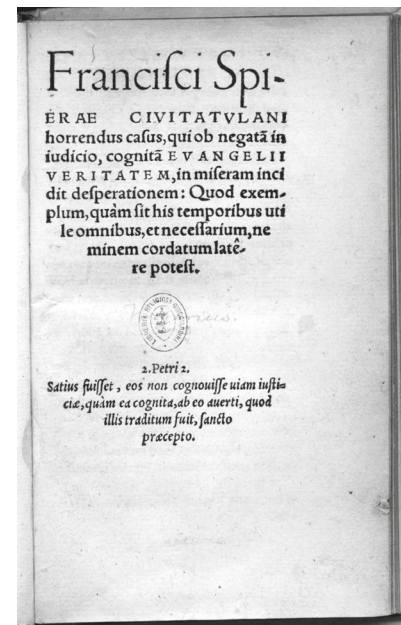 Franciſci Spi-
ERAE CIVITATVLANI
horrendus caſus, qui ob negatã in
iudicio, cognitã EVANGELII
VERITATEM, in miſeram inci
dit deſperationem: Quod exem-
plum, quàm ſit his temporibus uti
le omnibus, et neceſſarium, ne
minem cordatum latê-
re poteſt.
2. Petri 2.
Satius fuiſſet, eos non cognouiſſe uiam iuſti-
ciæ, quàm ea cognita, ab eo auerti, quod
illis traditum fuit, ſancto
præcepto.